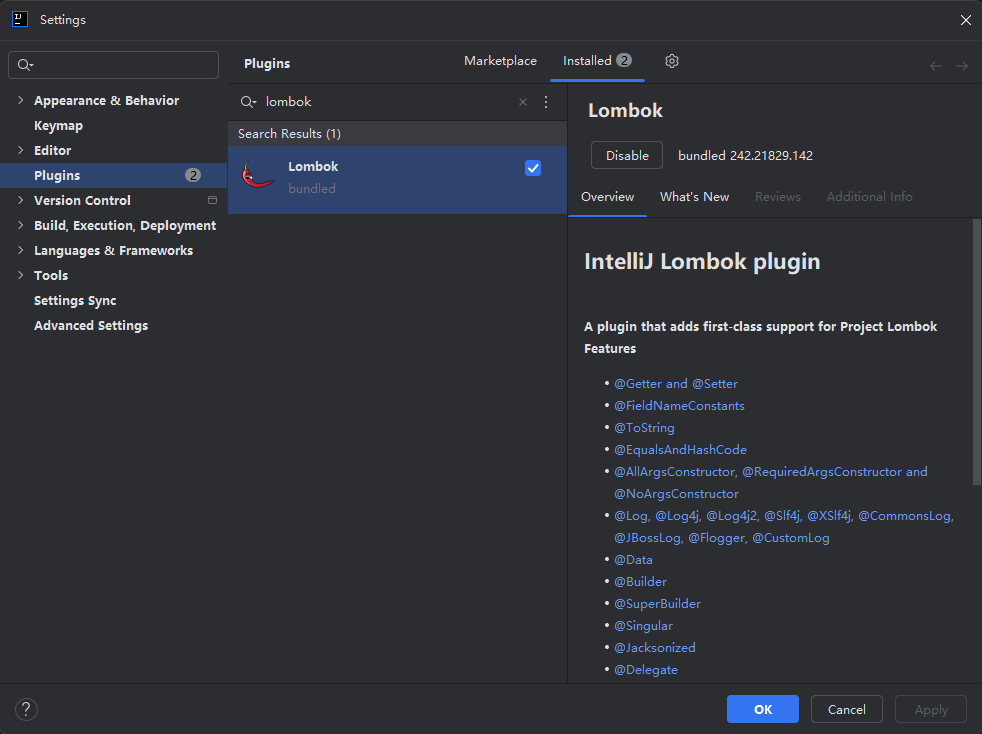 Settings
Appearance & Behavior
Keymap
Editor
Plugins 2
Version Control
Build, Execution, Deployment
Languages & Frameworks
Tools
Settings Sync
Advanced Settings
Plugins
Marketplace
Installed 2
lombok
Search Results (1)
Lombok
bundled
Lombok
Disable
bundled 242.21829.142
Overview
What's New
Reviews
Additional Info
IntelliJ Lombok plugin
A plugin that adds first-class support for Project Lombok
Features
• @Getter and @Setter
• @FieldNameConstants
• @ToString
• @EqualsAndHashCode
• @AllArgsConstructor, @RequiredArgsConstructor and
@NoArgsConstructor
• @Log, @Log4j, @Log4j2, @Slf4j, @XSlf4j, @CommonsLog,
@JBossLog, @Flogger, @CustomLog
• @Data
• @Builder
• @SuperBuilder
• @Singular
• @Jacksonized
• @Delegate
?
OK
Cancel
Apply